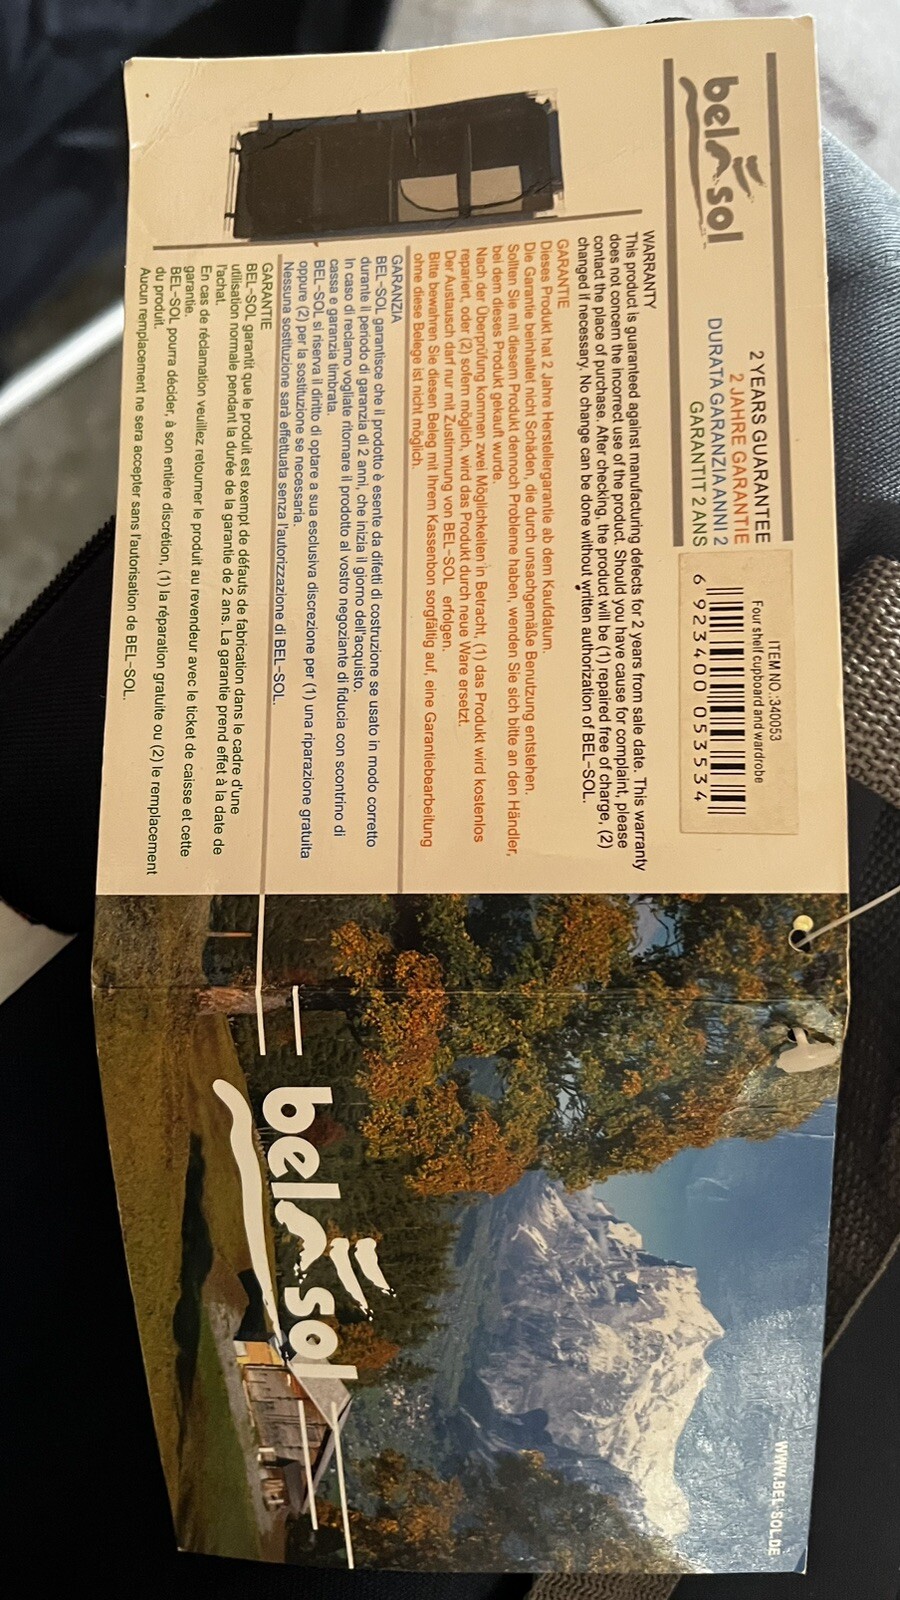 bel sol
2 YEARS GUARANTEE
2 JAHRE GARANTIE
DURATA GARANZIA ANNI 2
GARANTIT 2 ANS
ITEM NO.:340053
Four shelf cupboard and wardrobe
6 923400 053534
WARRANTY
This product is guaranteed against manufacturing defects for 2 years from sale date. This warranty
does not concern the incorrect use of the product. Should you have cause for complaint, please
contact the place of purchase. After checking, the product will be (1) repaired free of charge, (2)
changed if necessary. No change can be done without written authorization of BEL-SOL.
GARANTIE
Dieses Produkt hat 2 Jahre Herstellergarantie ab dem Kaufdatum.
Die Garantie beinhaltet nicht Schäden, die durch unsachgemäße Benutzung entstehen.
Sollten Sie mit diesem Produkt dennoch Probleme haben, wenden Sie sich bitte an den Händler,
bei dem dieses Produkt gekauft wurde.
Nach der Überprüfung kommen zwei Möglichkeiten in Betracht, (1) das Produkt wird kostenlos
repariert, oder (2) sofern möglich, wird das Produkt durch neue Ware ersetzt.
Der Austausch darf nur mit Zustimmung von BEL-SOL erfolgen.
Bitte bewahren Sie diesen Beleg mit Ihrem Kassenbon sorgfältig auf, eine Garantiebearbeitung
ohne diese Belege ist nicht möglich.
GARANZIA
BEL-SOL garantisce che il prodotto è esente da difetti di costruzione se usato in modo corretto
durante il periodo di garanzia di 2 anni, che inizia il giorno dell'acquisto.
In caso di reclamo vogliate ritornare il prodotto al vostro negoziante di fiducia con scontrino di
cassa e garanzia timbrata.
BEL-SOL si riserva il diritto di optare a sua esclusiva discrezione per (1) una riparazione gratuita
oppure (2) per la sostituzione se necessaria.
Nessuna sostituzione sarà effettuata senza l'autorizzazione di BEL-SOL.
GARANTIE
BEL-SOL garantit que le produit est exempt de défauts de fabrication dans le cadre d'une
utilisation normale pendant la durée de la garantie de 2 ans. La garantie prend effet à la date de
l'achat.
En cas de réclamation veuillez retourner le produit au revendeur avec le ticket de caisse et cette
garantie.
BEL-SOL pourra décider, à son entière discrétion, (1) la réparation gratuite ou (2) le remplacement
du produit.
Aucun remplacement ne sera accepter sans l'autorisation de BEL-SOL.
WWW.BEL-SOL.DE
bel sol